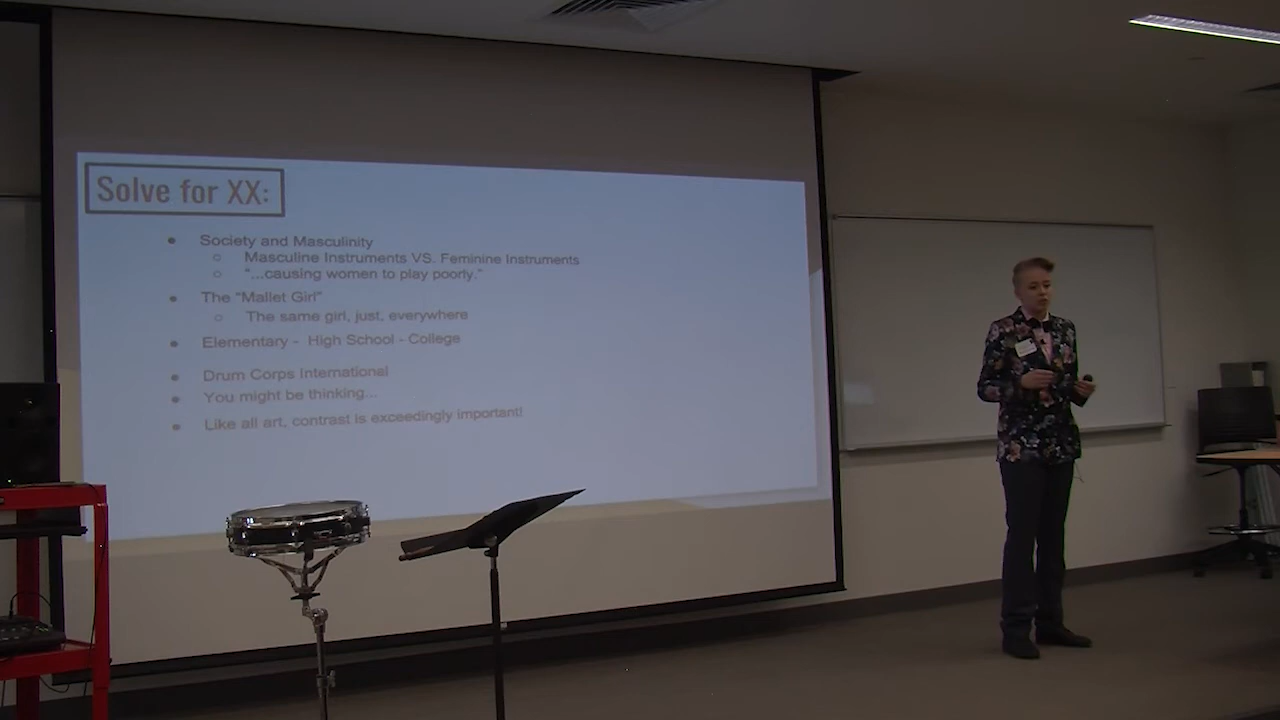 Solve for XX:
Society and Masculinity
Masculine Instruments VS. Feminine Instruments
"...causing women to play poorly."
The "Mallet Girl"
The same girl, just, everywhere
Elementary - High School - College
Drum Corps International
You might be thinking...
Like all art, contrast is exceedingly important!